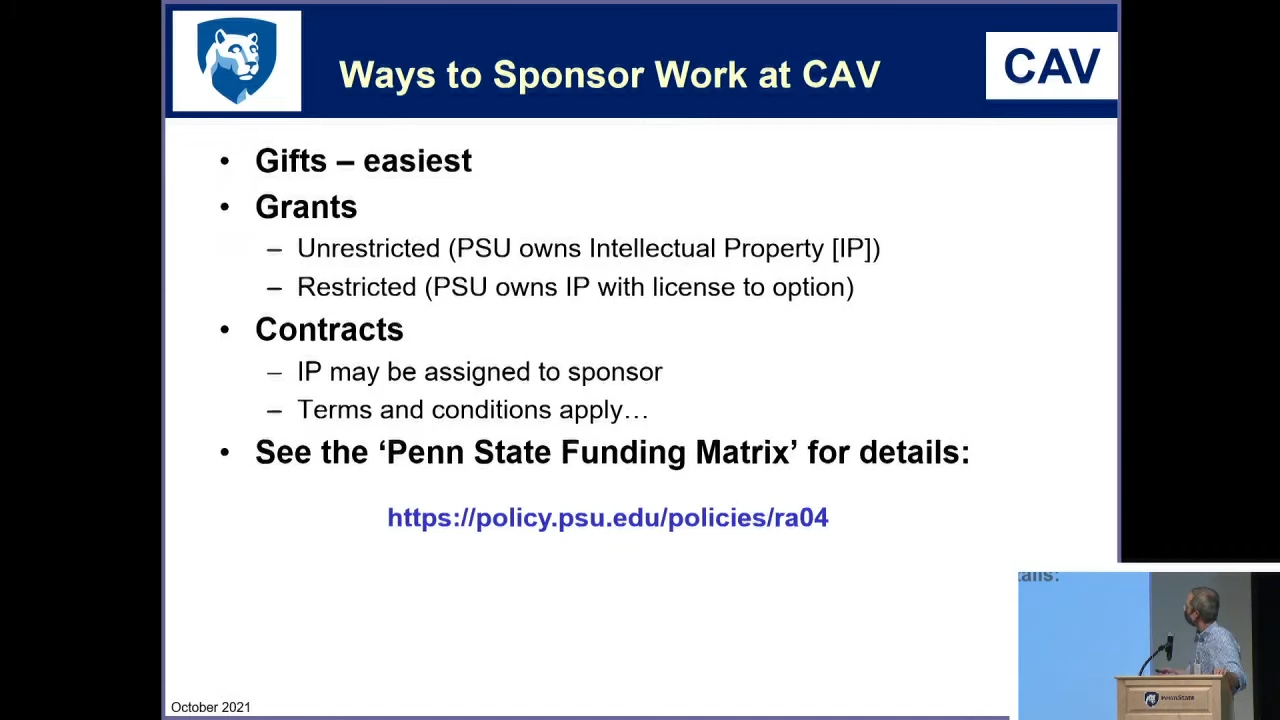 Ways to Sponsor Work at CAV
CAV
• Gifts – easiest
• Grants
– Unrestricted (PSU owns Intellectual Property [IP])
– Restricted (PSU owns IP with license to option)
• Contracts
– IP may be assigned to sponsor
– Terms and conditions apply…
• See the ‘Penn State Funding Matrix’ for details:
https://policy.psu.edu/policies/ra04
tails:
PennState
October 2021